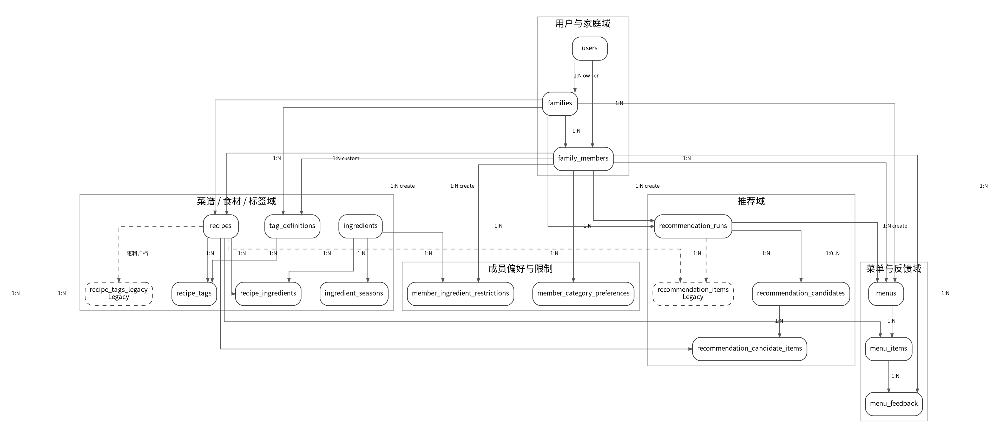 用户与家庭域
users
1:N owner
families
1:N
1:N
family_members
1:N
1:N custom
1:N
1:N create
1:N create
1:N create
1:N
菜谱 / 食材 / 标签域
推荐域
recipes
tag_definitions
ingredients
1:N
1:N
recommendation_runs
1:N create
逻辑归档
1:N
1:N
1:N
1:N
1:N
1:N
1:N
1:N
1:N
1:0..N
成员偏好与限制
菜单与反馈域
1:N
1:N
recipe_tags_legacy
Legacy
recipe_tags
recipe_ingredients
ingredient_seasons
member_ingredient_restrictions
member_category_preferences
recommendation_items
Legacy
recommendation_candidates
menus
1:N
1:N
1:N
recommendation_candidate_items
menu_items
1:N
menu_feedback